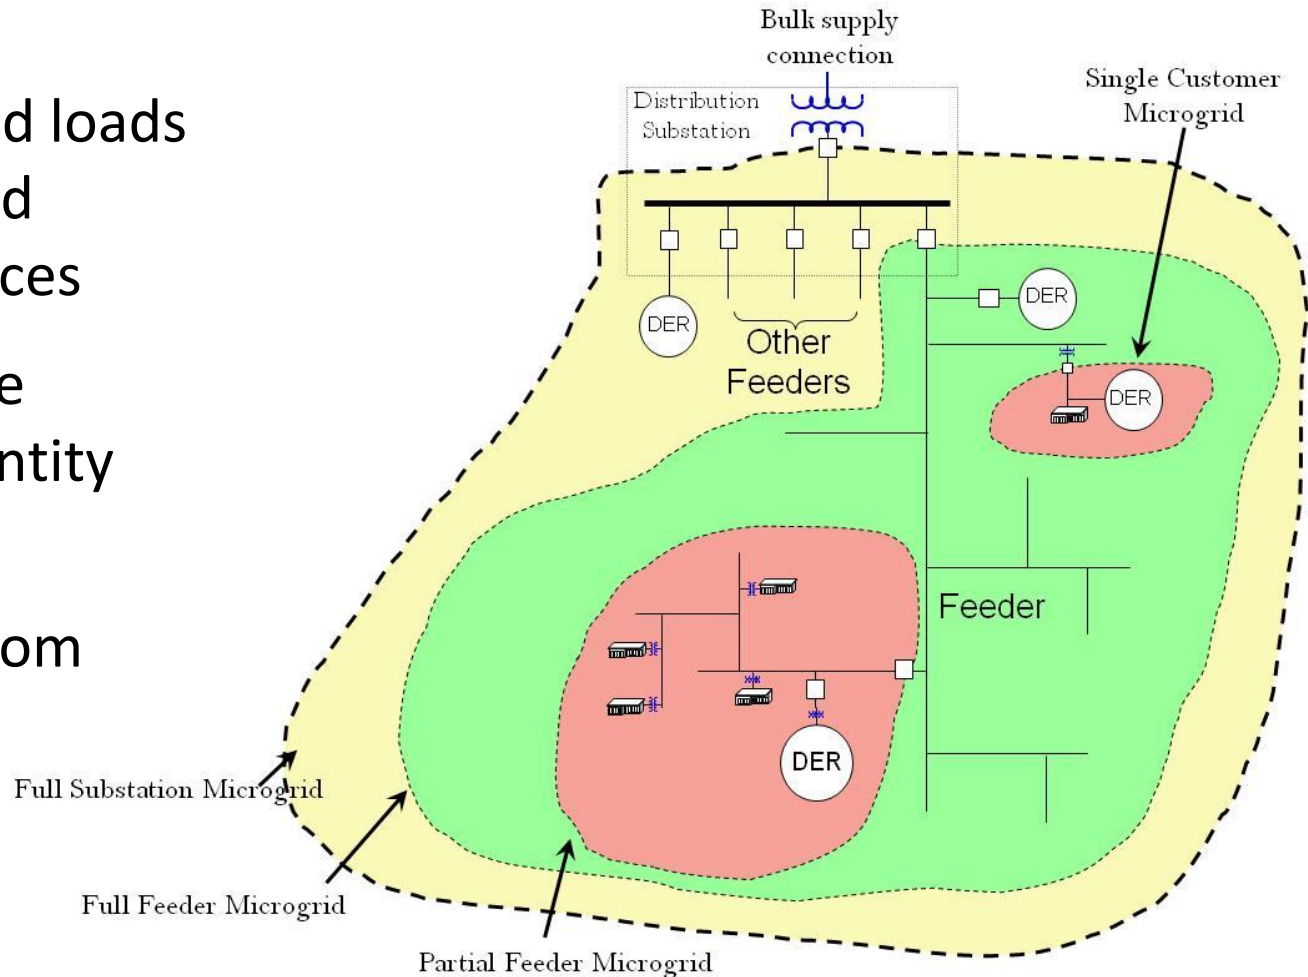 d loads
d
ces
e
ntity
om
Bulk supply
connection
Distribution
Substation
Single Customer
Microgrid
DER
Other
Feeders
DER
DER
Feeder
DER
Full Substation Microgrid
Full Feeder Microgrid
Partial Feeder Microgrid